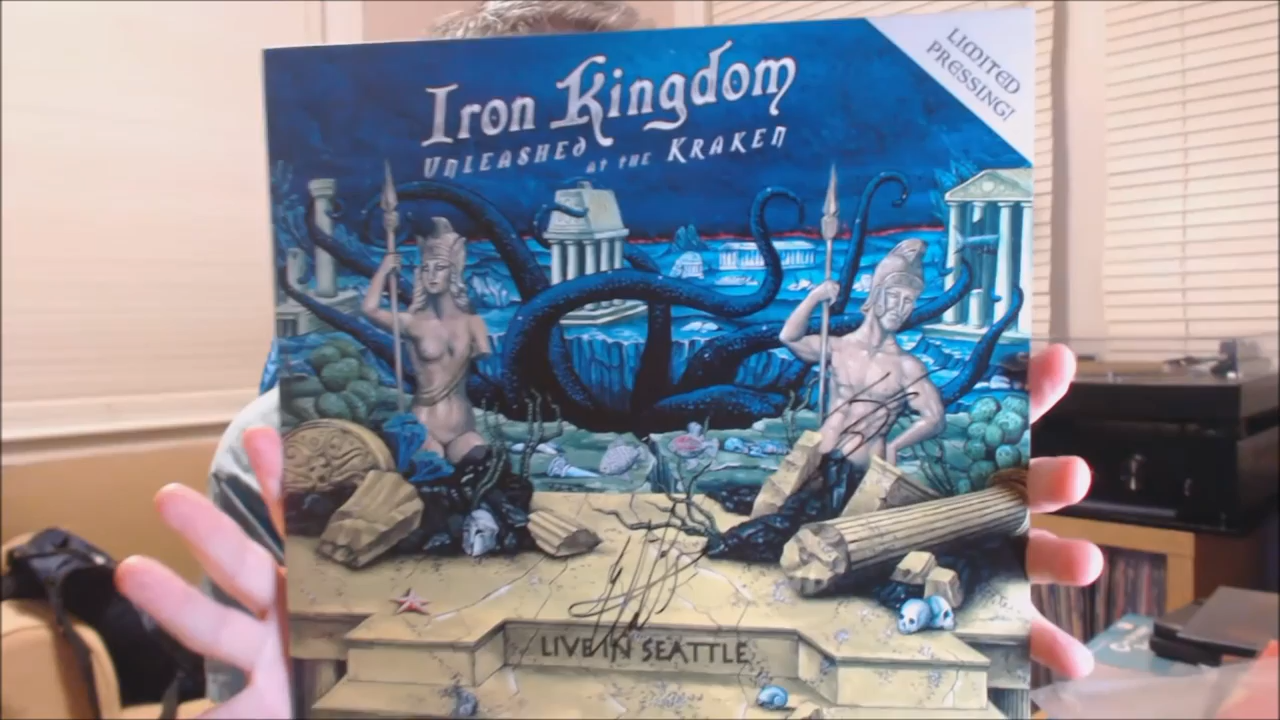 LIMITED
PRESSING!
Iron Kingdom
UNLEASHED AT THE KRAKEN
LIVE IN SEATTLE